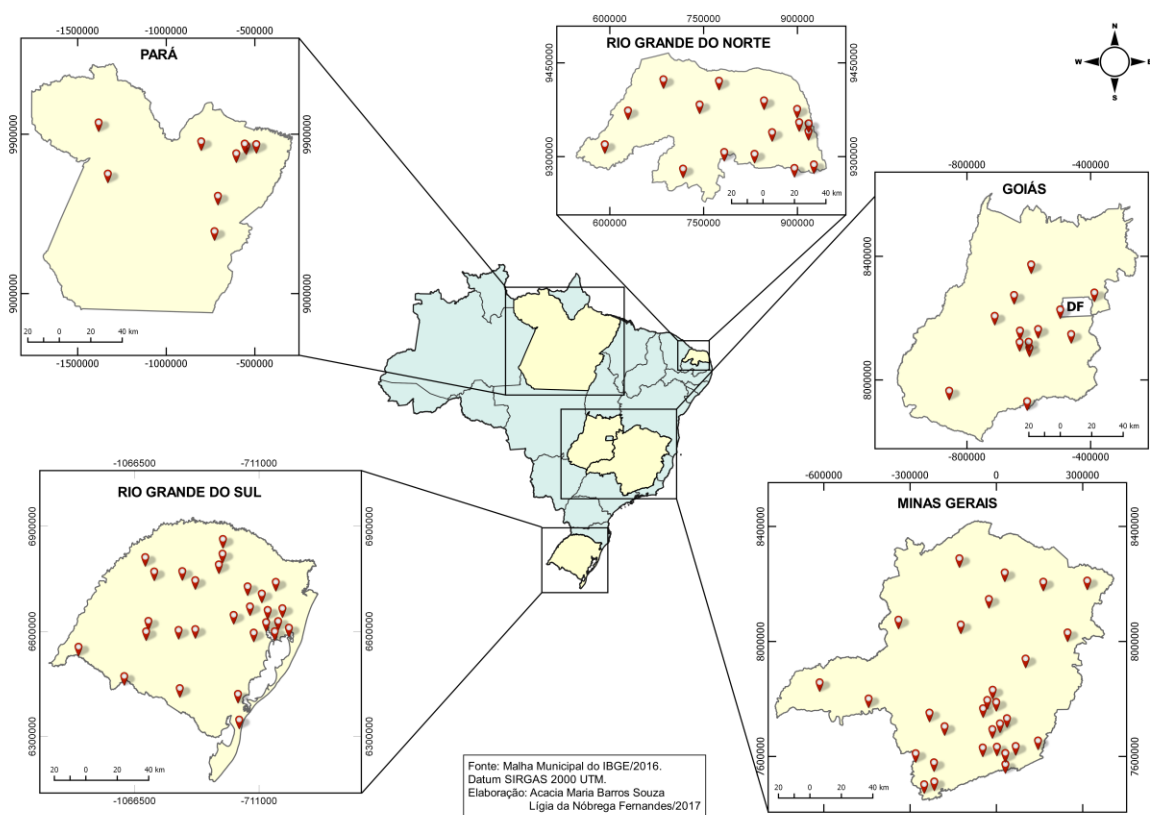 PARÁ
-1500000 -1000000 -500000
9900000
9000000
9900000
9000000
20 0 20 40 km
-1500000 -1000000 -500000
RIO GRANDE DO NORTE
600000 750000 900000
9450000
9300000
9450000
9300000
20 0 20 40 km
600000 750000 900000
N
W E
S
GOIÁS
-800000 -400000
8400000
8000000
8400000
8000000
DF
20 0 20 40 km
-800000 -400000
RIO GRANDE DO SUL
-1066500 -711000
6900000
6600000
6300000
6900000
6600000
6300000
20 0 20 40 km
-1066500 -711000
MINAS GERAIS
-600000 -300000 0 300000
8400000
8000000
7600000
8400000
8000000
7600000
20 0 20 40 km
-600000 -300000 0 300000
Fonte: Malha Municipal do IBGE/2016.
Datum SIRGAS 2000 UTM.
Elaboração: Acacia Maria Barros Souza
Lígia da Nóbrega Fernandes/2017